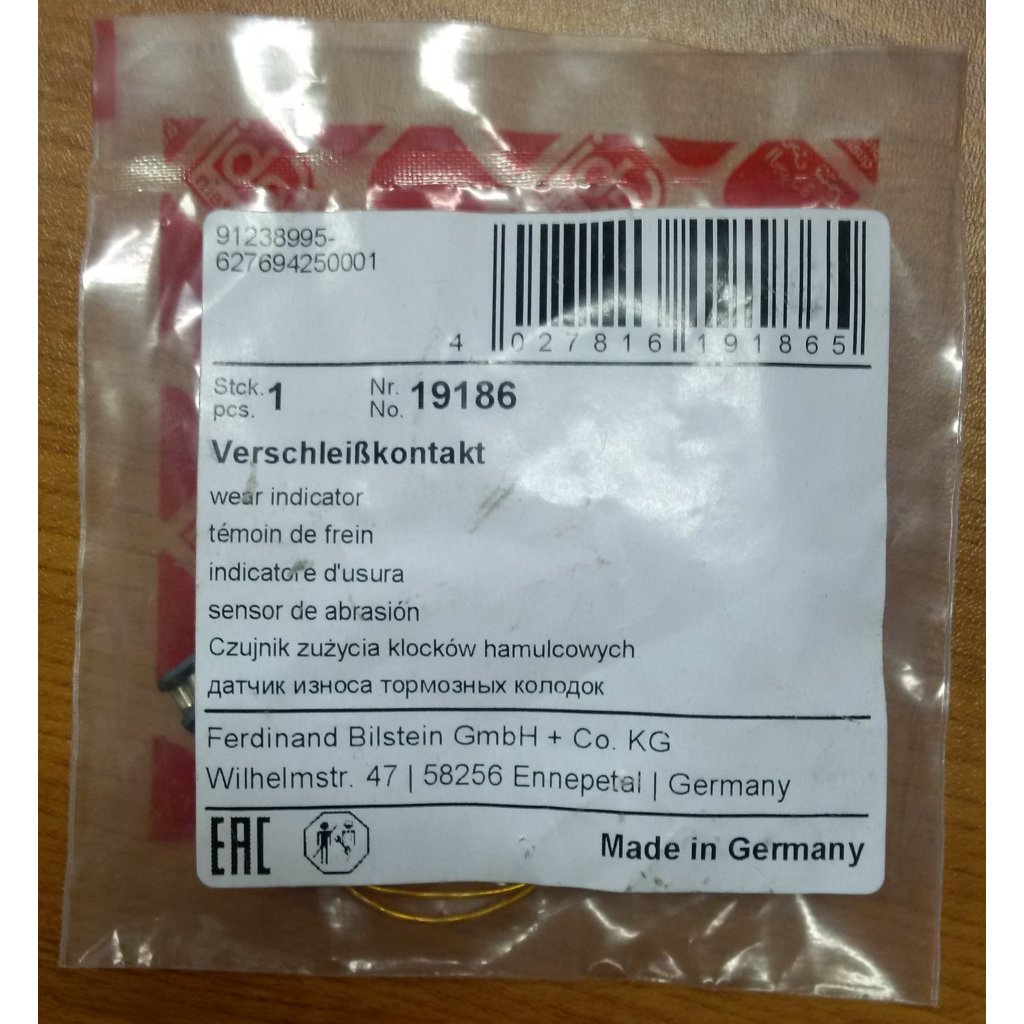 91238995-
627694250001
4 027816 191865
Stck. 1 Nr. 19186
pcs. No.
Verschleißkontakt
wear indicator
témoin de frein
indicatore d'usura
sensor de abrasión
Czujnik zużycia klocków hamulcowych
датчик износа тормозных колодок
Ferdinand Bilstein GmbH + Co. KG
Wilhelmstr. 47 | 58256 Ennepetal | Germany
EAC Made in Germany